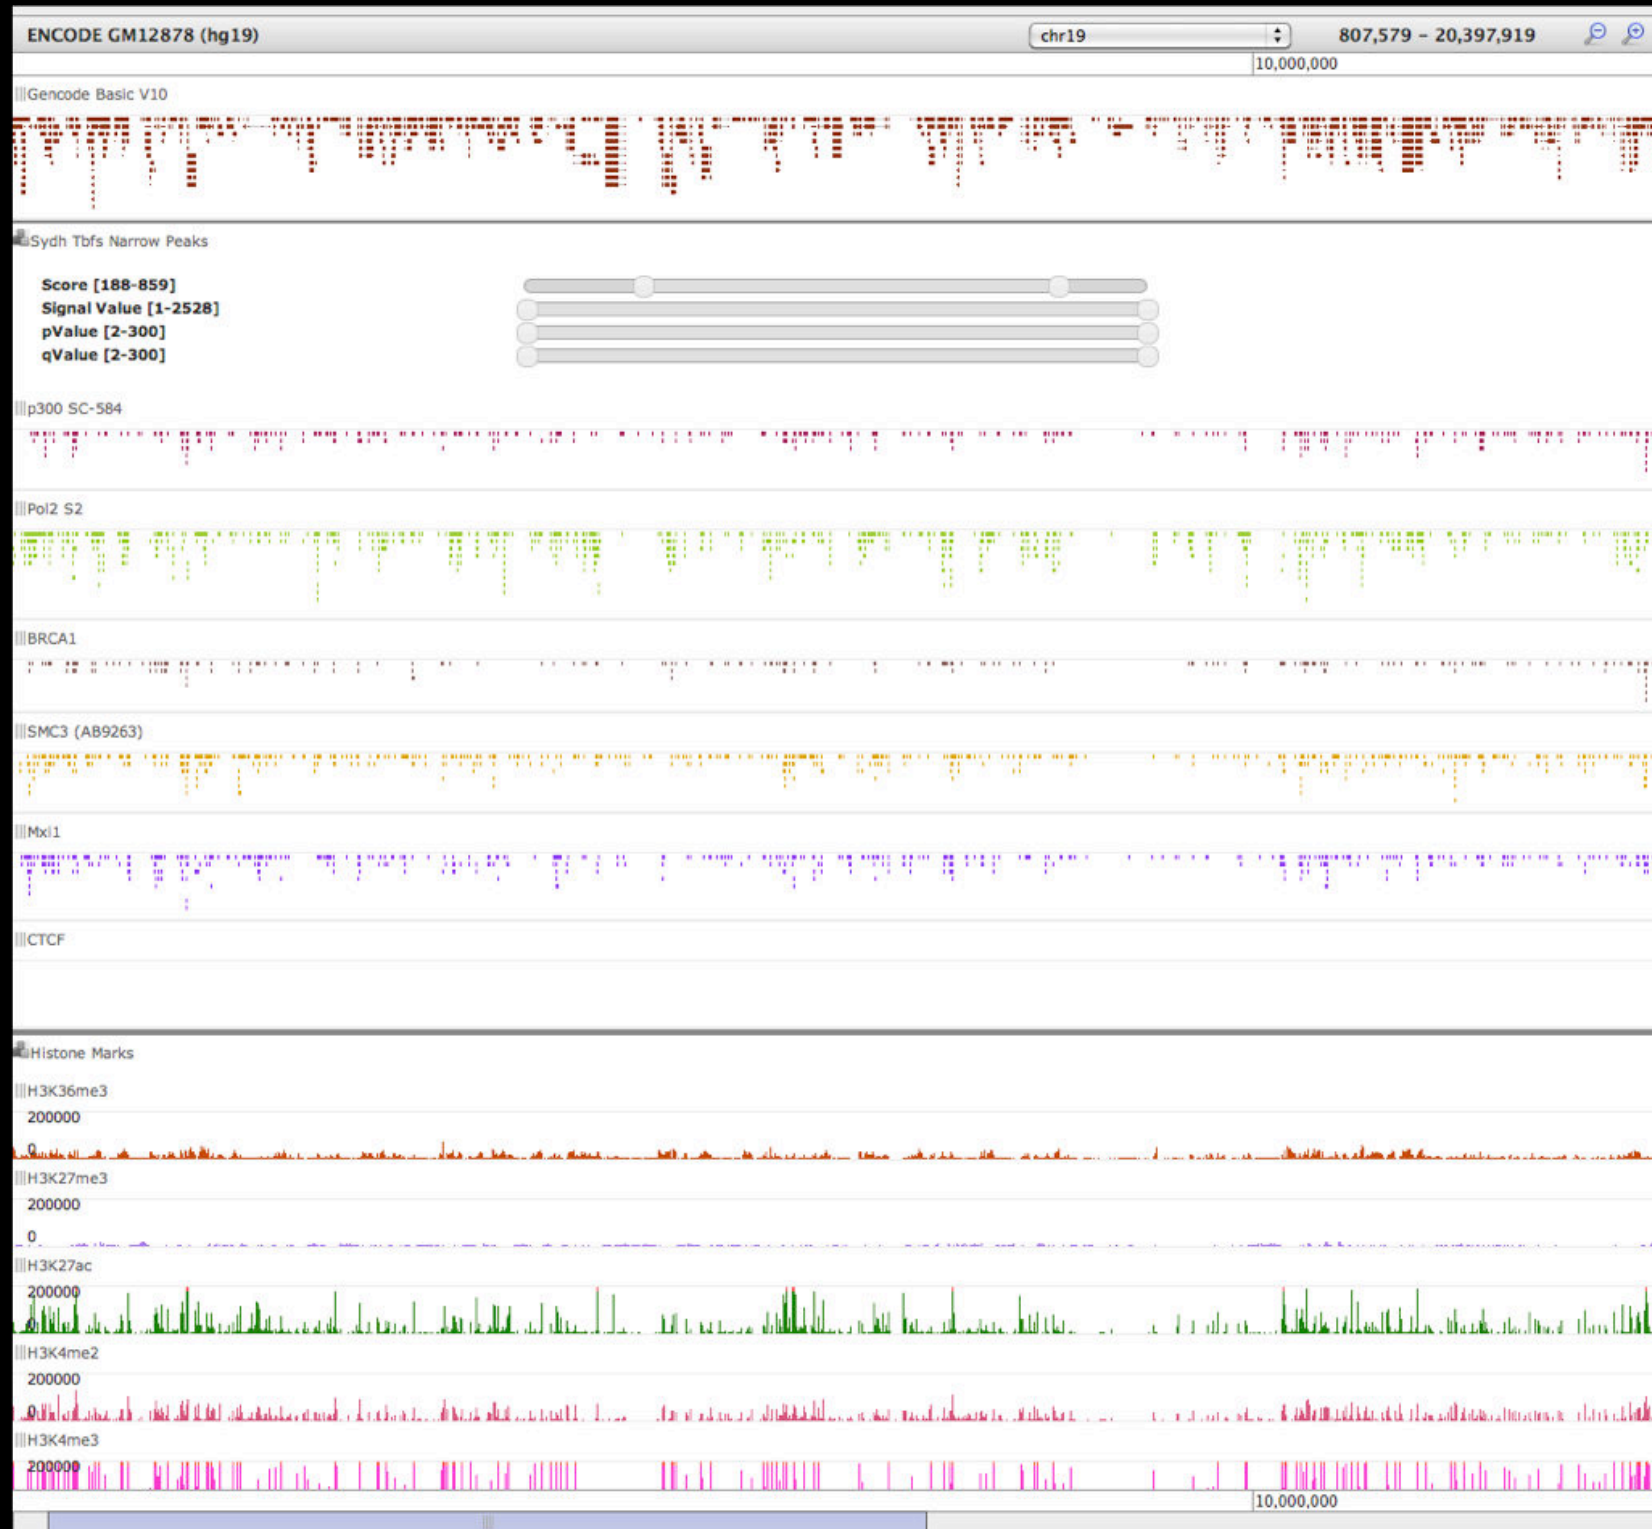 ENCODE GM12878 (hg19) chr19 807,579 - 20,397,919
10,000,000
Gencode Basic V10
Sydh Tbfs Narrow Peaks
Score [188-859]
Signal Value [1-2528]
pValue [2-300]
qValue [2-300]
p300 SC-584
Pol2 S2
BRCA1
SMC3 (AB9263)
Mxi1
CTCF
Histone Marks
H3K36me3
200000
0
H3K27me3
200000
0
H3K27ac
200000
0
H3K4me2
200000
0
H3K4me3
200000
10,000,000